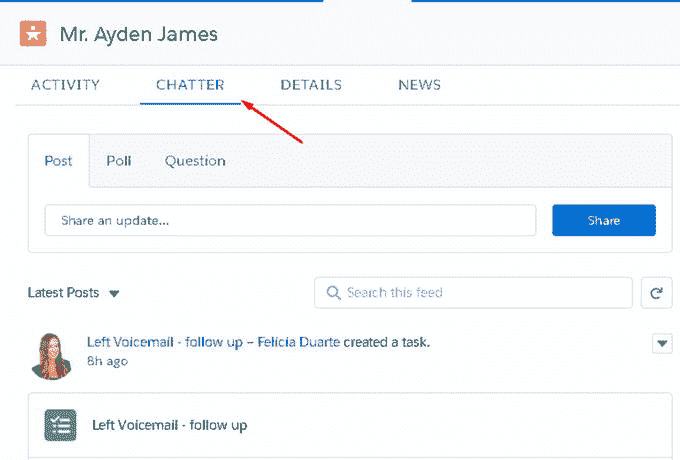 Mr. Ayden James
ACTIVITY CHATTER DETAILS NEWS
Post Poll Question
Share an update... Share
Latest Posts Search this feed
Left Voicemail - follow up – Felicia Duarte created a task.
8h ago
Left Voicemail - follow up